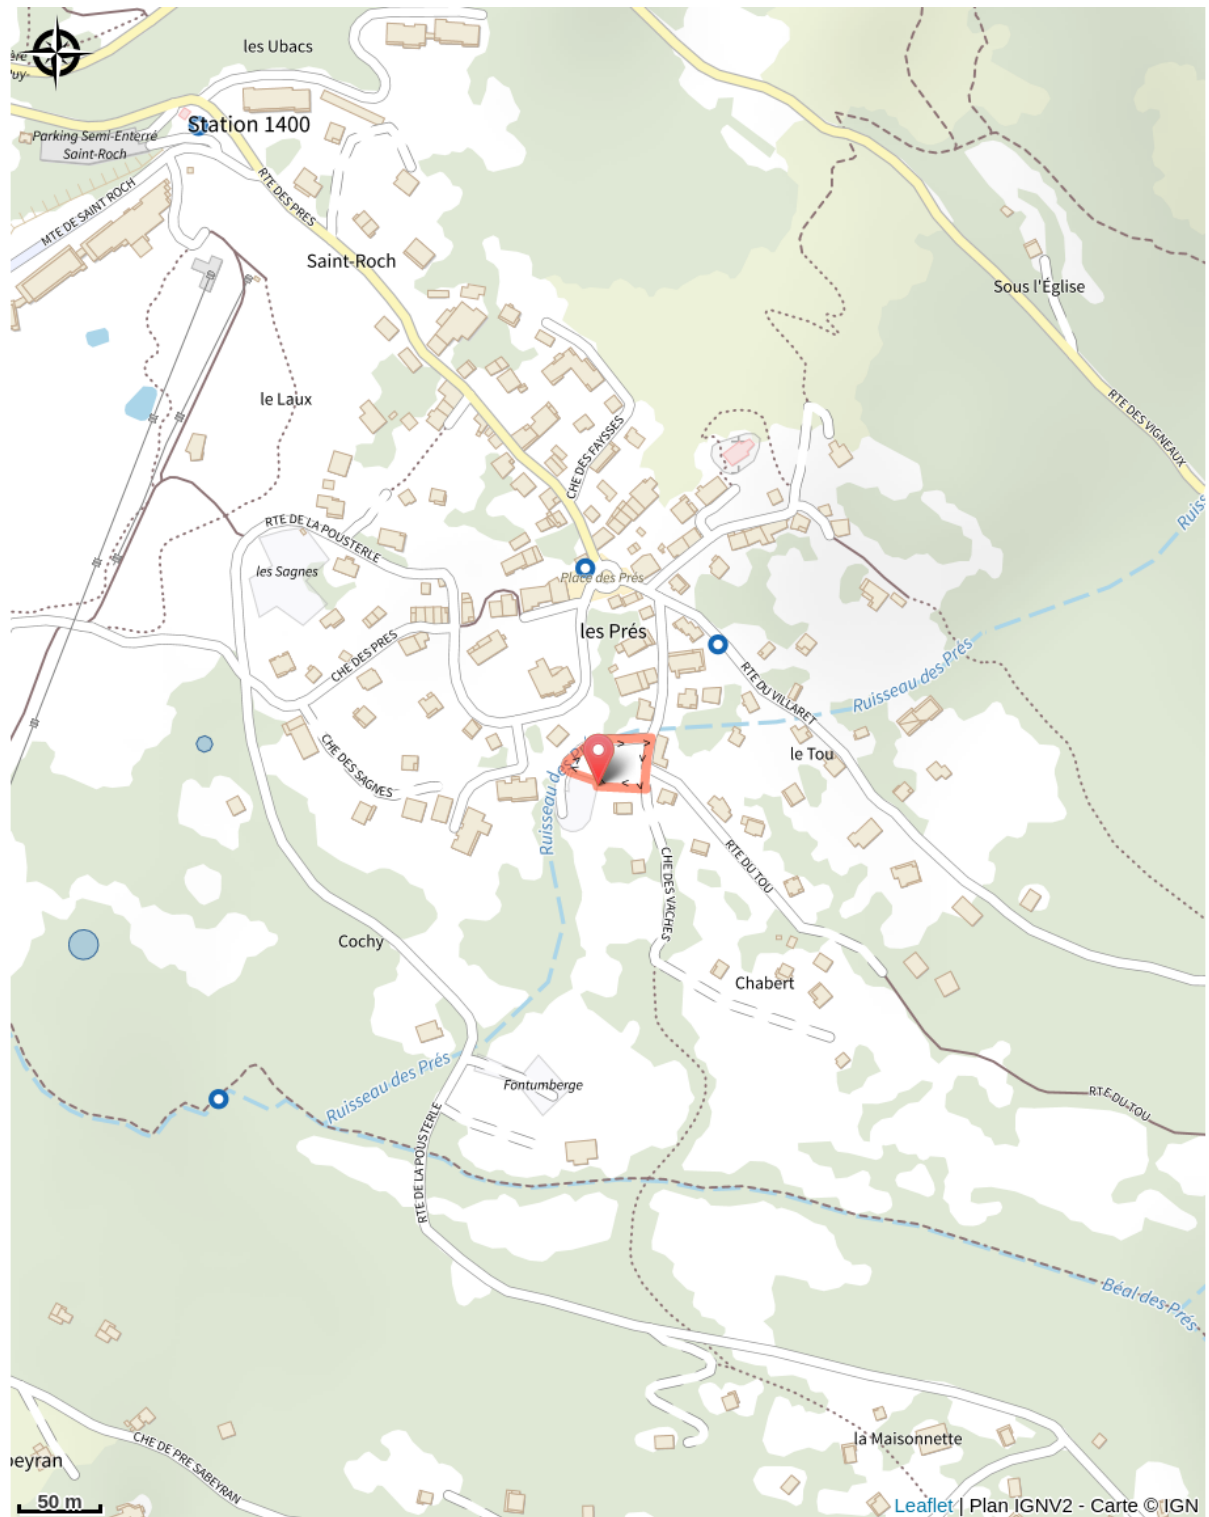 les Ubacs
Station 1400
Parking Semi-Enterré
Saint-Roch
RTE DES PRES
MTE DE SAINT ROCH
Saint-Roch
Sous l'Église
le Laux
RTE DES VIGNEAUX
CHE DES FAYSSES
Ruiss
RTE DE LA POUSTERLE
les Sagnes
Place des Prés
les Prés
CHE DES PRES
Ruisseau des Prés
RTE DU VILLARET
le Tou
CHE DES SAGNES
Ruisseau des
RTE DU TOU
CHE DES VACHES
Cochy
Chabert
Fontumberge
Ruisseau des Prés
RTE DU TOU
RTE DE LA POUSTERLE
Béal des Prés
la Maisonnette
CHE DE PRE SABEYRAN
beyran
50 m
Leaflet | Plan IGNV2 - Carte © IGN